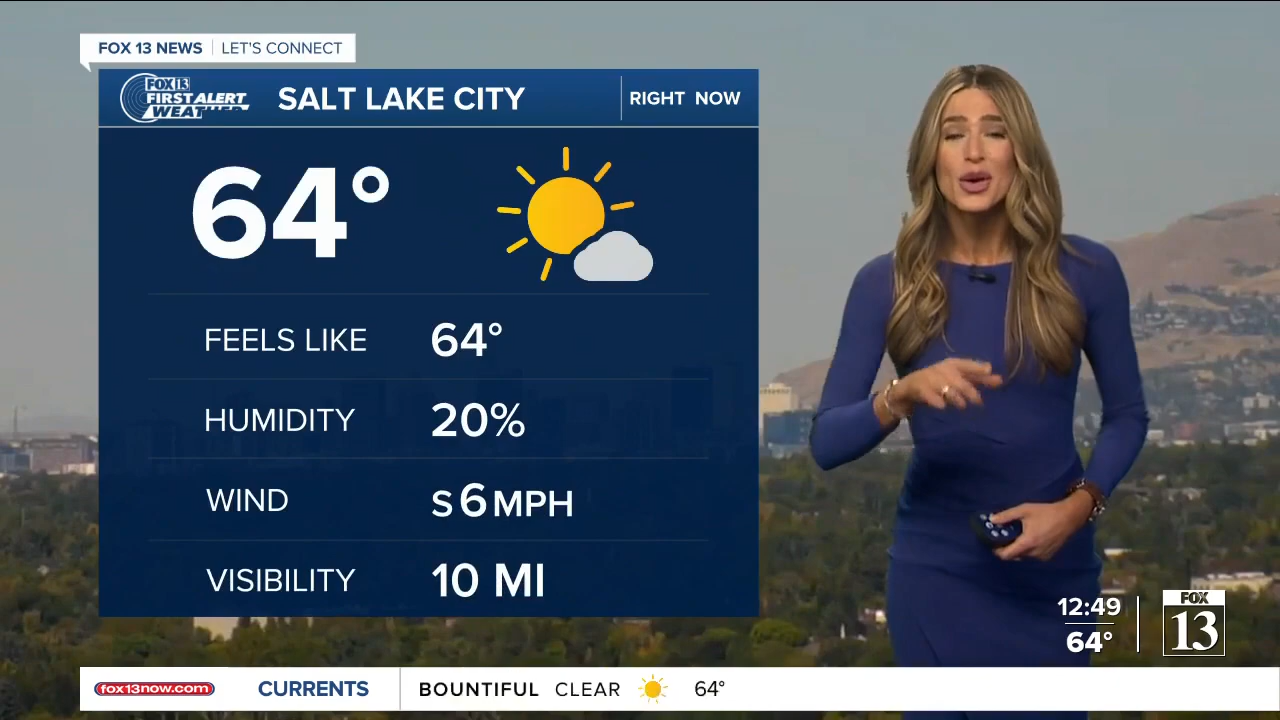 FOX 13 NEWS | LET'S CONNECT
FOX 13
FIRST ALERT
WEATHER
SALT LAKE CITY
RIGHT NOW
64°
FEELS LIKE 64°
HUMIDITY 20%
WIND S 6 MPH
VISIBILITY 10 MI
12:49
64°
FOX
13
fox13now.com CURRENTS BOUNTIFUL CLEAR 64°